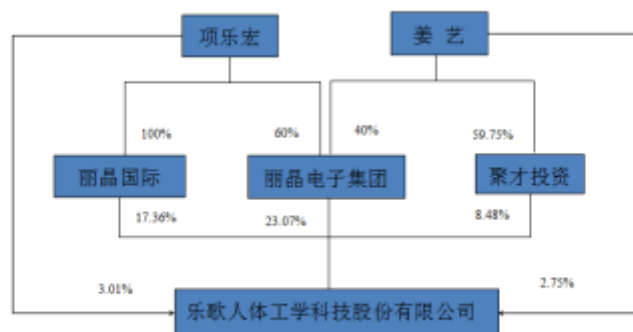 项乐宏
姜艺
100%
60%
40%
59.75%
丽晶国际
丽晶电子集团
聚才投资
17.36%
23.07%
8.48%
3.01%
2.75%
乐歌人体工学科技股份有限公司